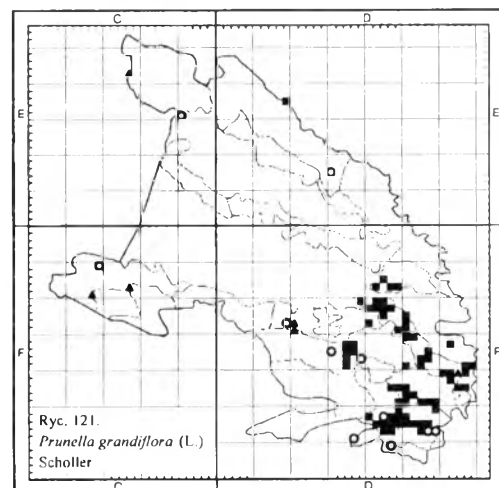 C D
E E
F F
Ryc. 121.
Prunella grandiflora (L.)
Scholler
C D